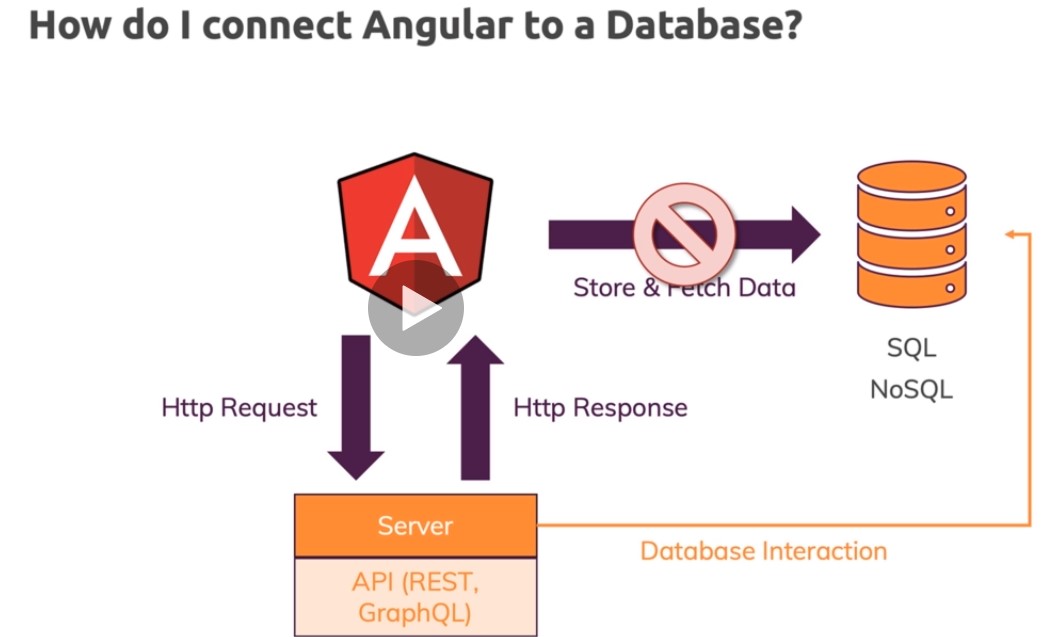 How do I connect Angular to a Database?
A
Store & Fetch Data
SQL
NoSQL
Http Request
Http Response
Server
Database Interaction
API (REST,
GraphQL)